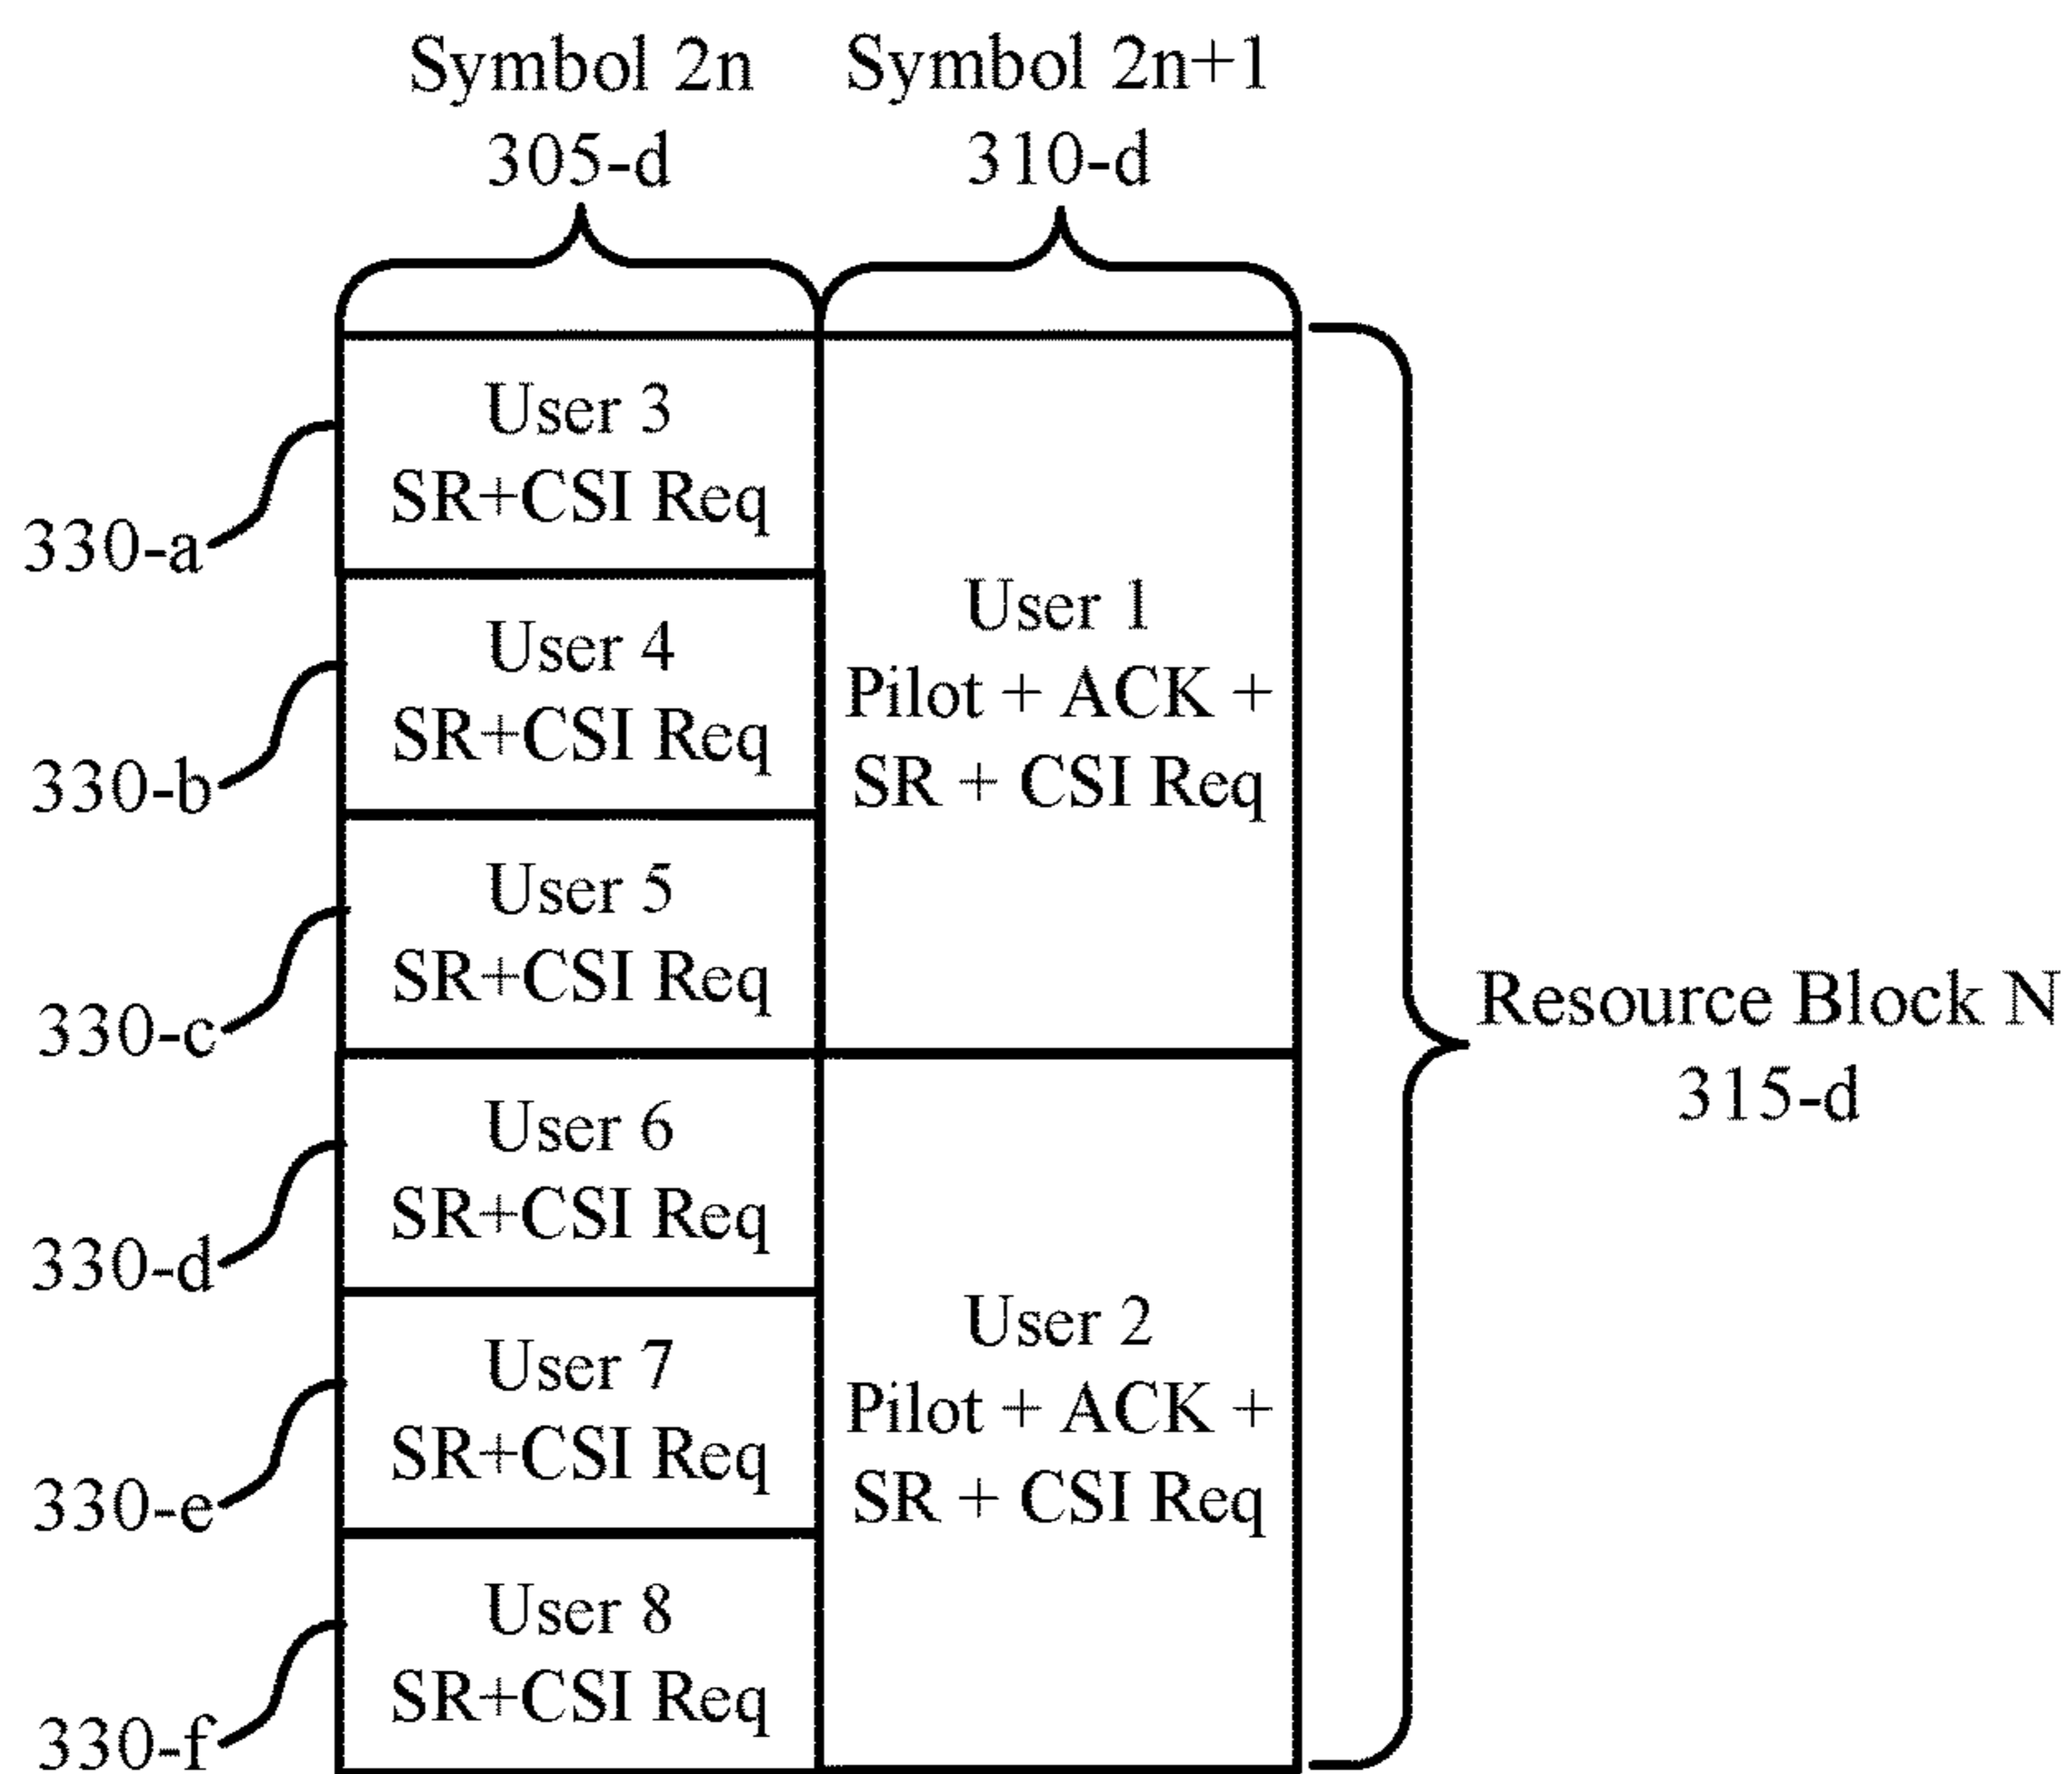 Symbol 2n
305-d
Symbol 2n+1
310-d
User 3
SR+CSI Req
330-a
User 4
SR+CSI Req
330-b
User 5
SR+CSI Req
330-c
User 6
SR+CSI Req
330-d
User 7
SR+CSI Req
330-e
User 8
SR+CSI Req
330-f
User 1
Pilot + ACK +
SR + CSI Req
User 2
Pilot + ACK +
SR + CSI Req
Resource Block N
315-d